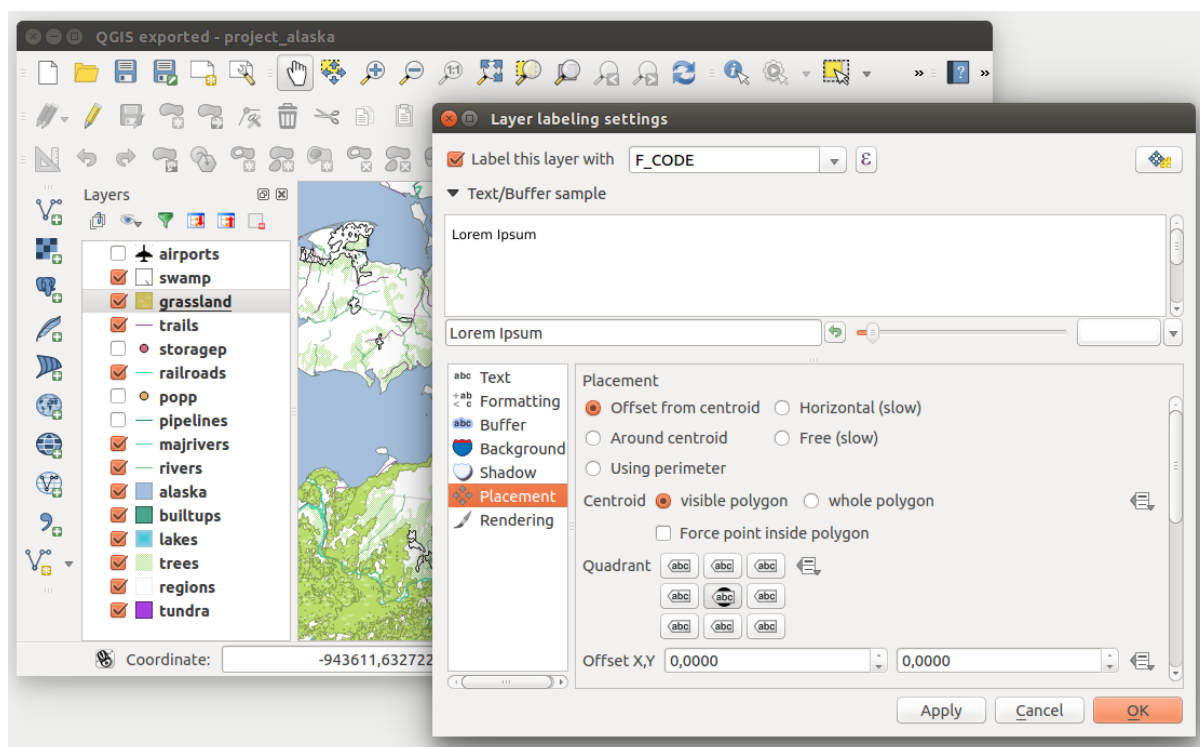 QGIS exported - project_alaska
Layers
airports
swamp
grassland
trails
storagep
railroads
popp
pipelines
majrivers
rivers
alaska
builtups
lakes
trees
regions
tundra
Coordinate:
-943611,632722
Layer labeling settings
Label this layer with
F_CODE
ε
Text/Buffer sample
Lorem Ipsum
Lorem Ipsum
abc Text
+ab < c Formatting
abc Buffer
Background
Shadow
Placement
Rendering
Placement
Offset from centroid
Horizontal (slow)
Around centroid
Free (slow)
Using perimeter
Centroid
visible polygon
whole polygon
Force point inside polygon
Quadrant
abc abc abc
abc abc abc
abc abc abc
Offset X,Y
0,0000
0,0000
Apply
Cancel
OK